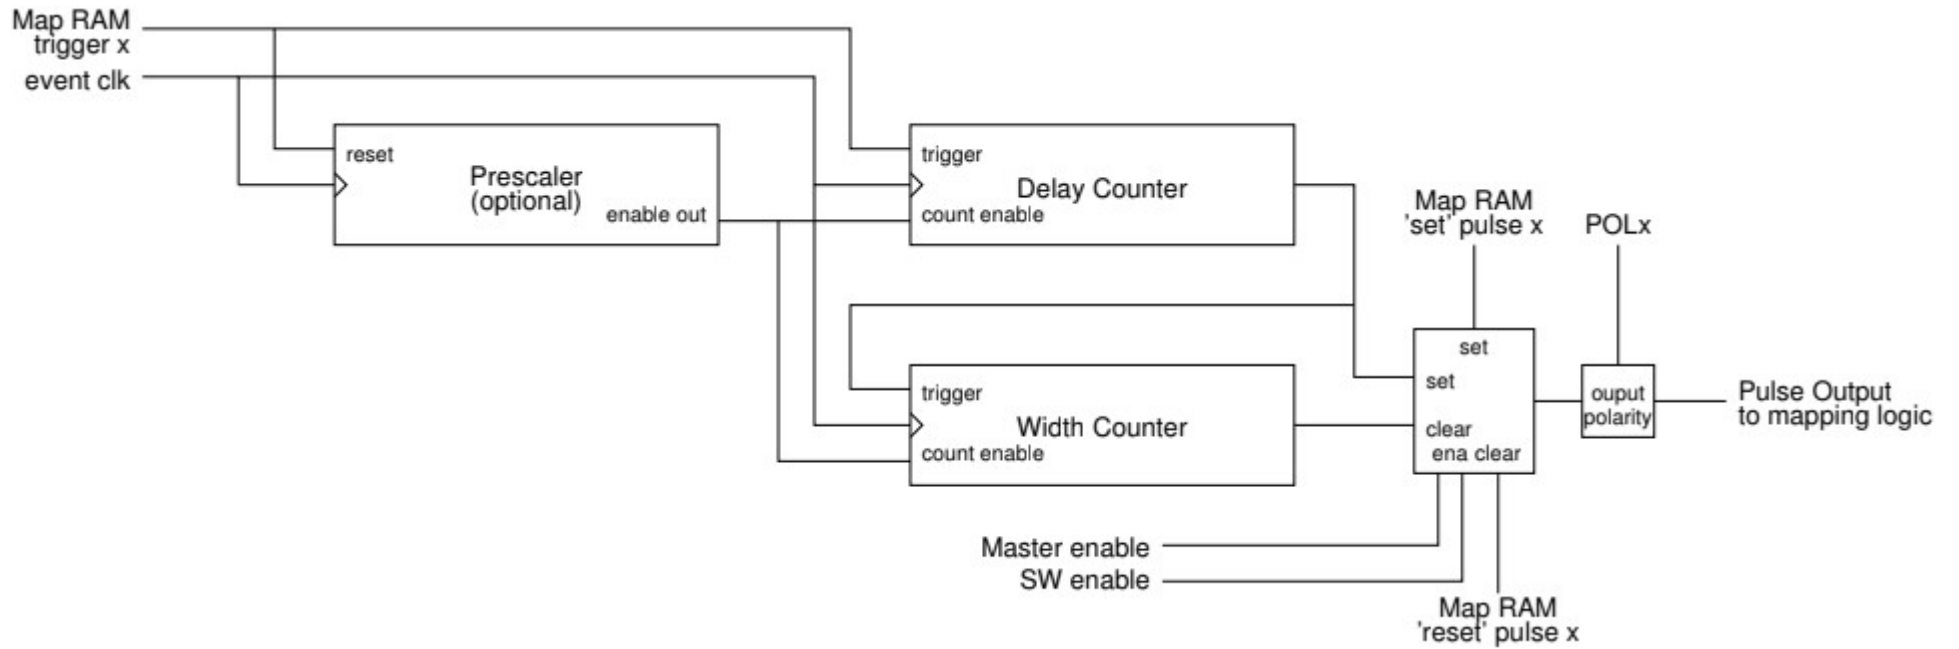 Map RAM
trigger x
event clk
reset
Prescaler
(optional)
enable out
trigger
Delay Counter
count enable
Map RAM
'set' pulse x
POLx
trigger
Width Counter
count enable
set
set
clear
ena clear
ouput
polarity
Pulse Output
to mapping logic
Master enable
SW enable
Map RAM
'reset' pulse x